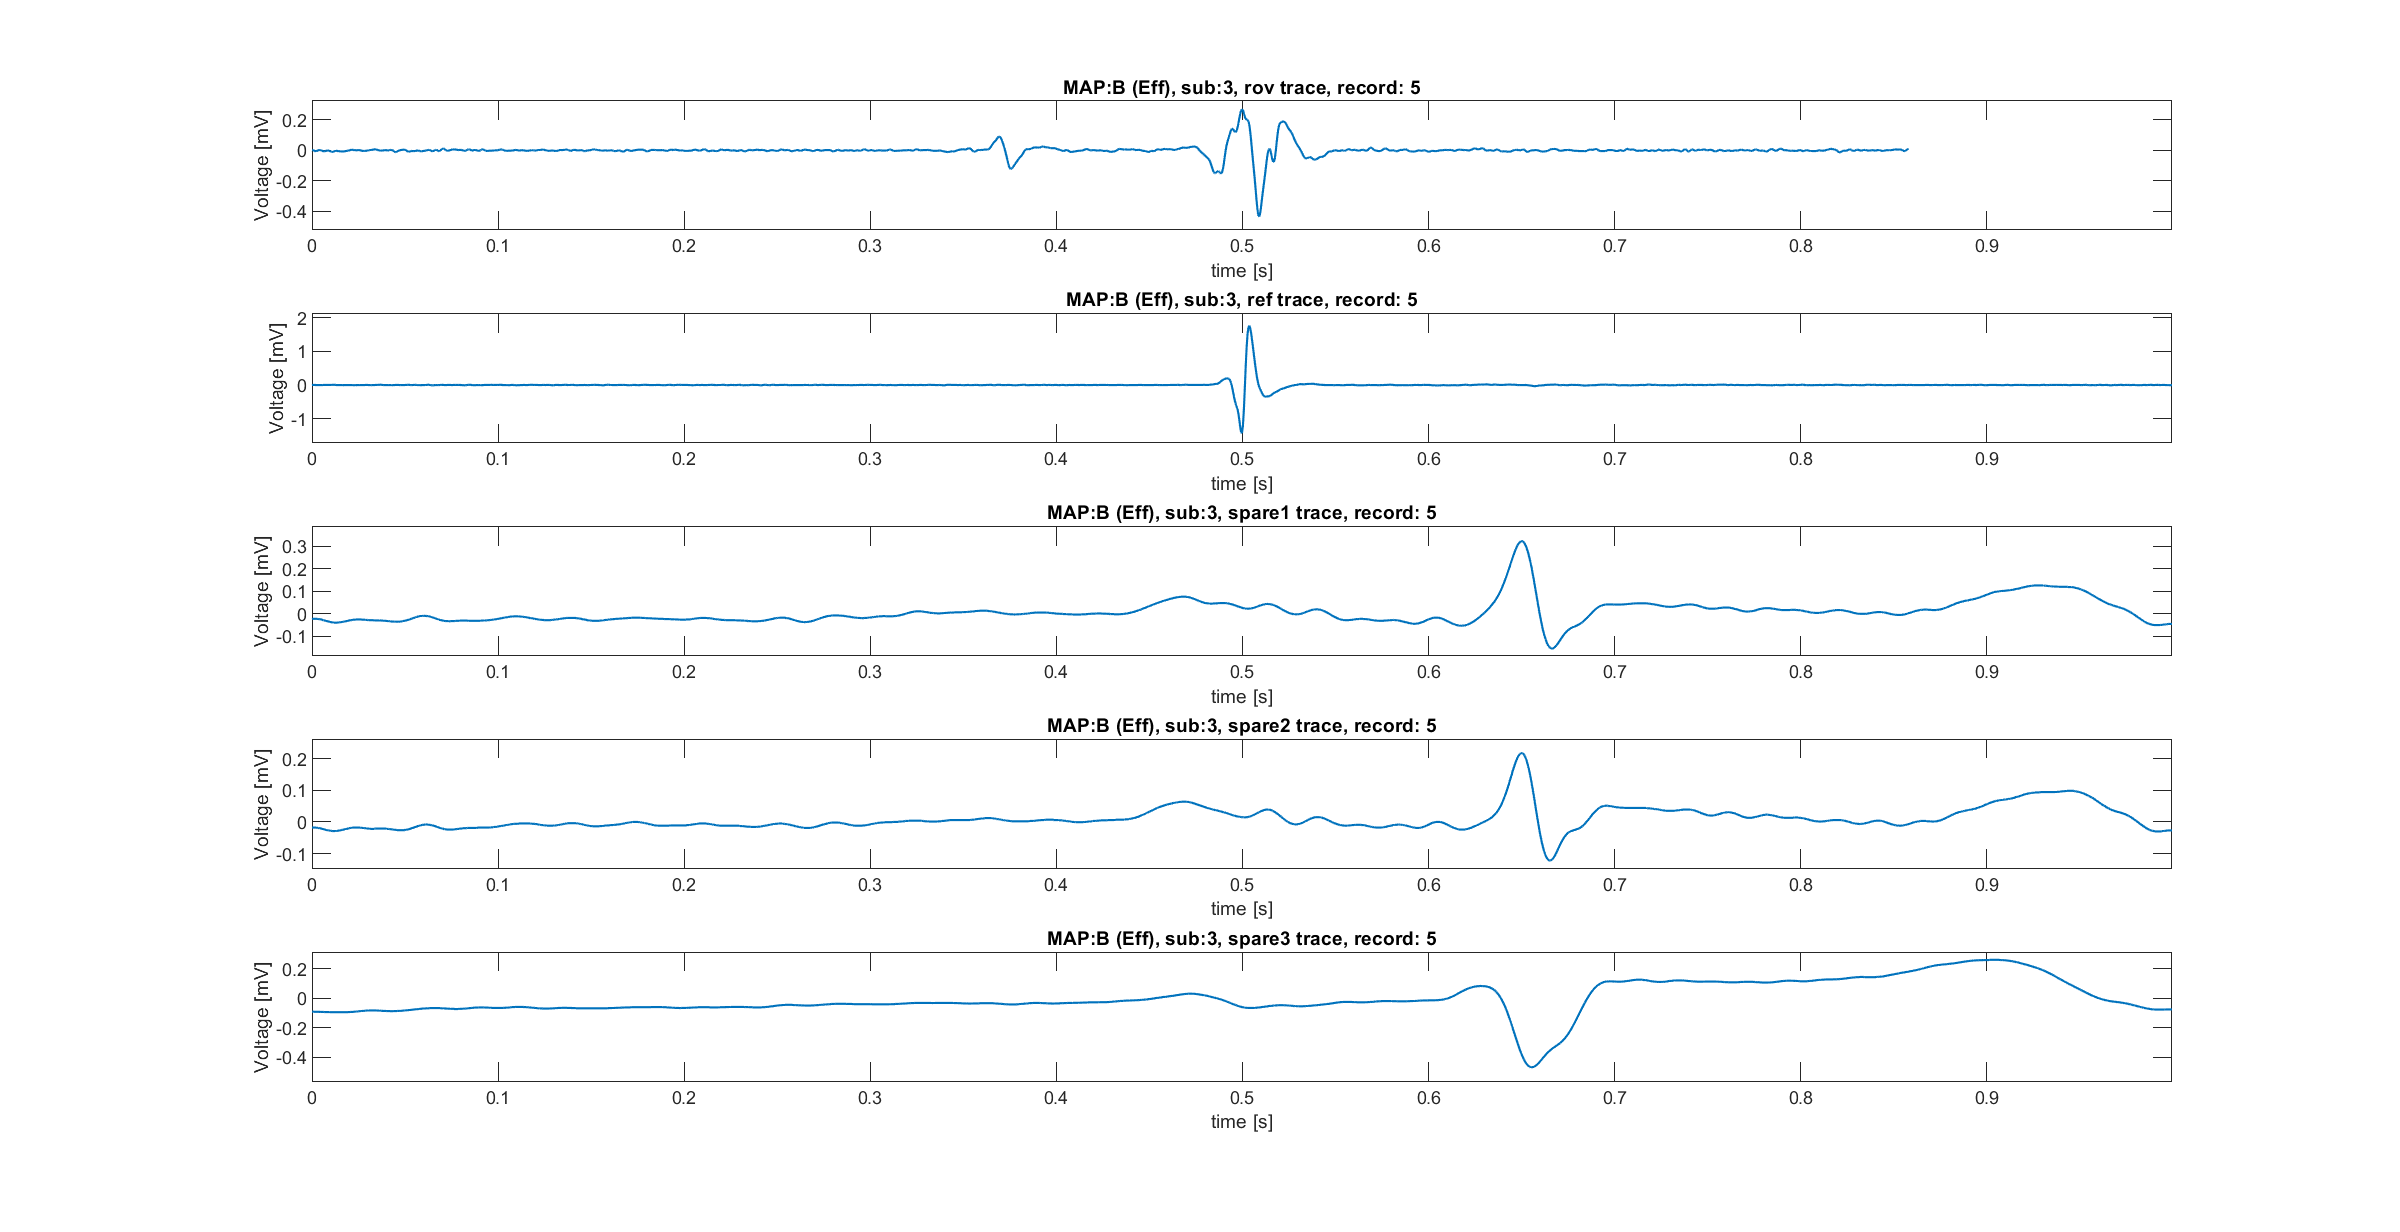 MAP:B (Eff), sub:3, rov trace, record: 5
Voltage [mV]
0.2
0
-0.2
-0.4
0 0.1 0.2 0.3 0.4 0.5 0.6 0.7 0.8 0.9
time [s]
MAP:B (Eff), sub:3, ref trace, record: 5
Voltage [mV]
2
1
0
-1
0 0.1 0.2 0.3 0.4 0.5 0.6 0.7 0.8 0.9
time [s]
MAP:B (Eff), sub:3, spare1 trace, record: 5
Voltage [mV]
0.3
0.2
0.1
0
-0.1
0 0.1 0.2 0.3 0.4 0.5 0.6 0.7 0.8 0.9
time [s]
MAP:B (Eff), sub:3, spare2 trace, record: 5
Voltage [mV]
0.2
0.1
0
-0.1
0 0.1 0.2 0.3 0.4 0.5 0.6 0.7 0.8 0.9
time [s]
MAP:B (Eff), sub:3, spare3 trace, record: 5
Voltage [mV]
0.2
0
-0.2
-0.4
0 0.1 0.2 0.3 0.4 0.5 0.6 0.7 0.8 0.9
time [s]